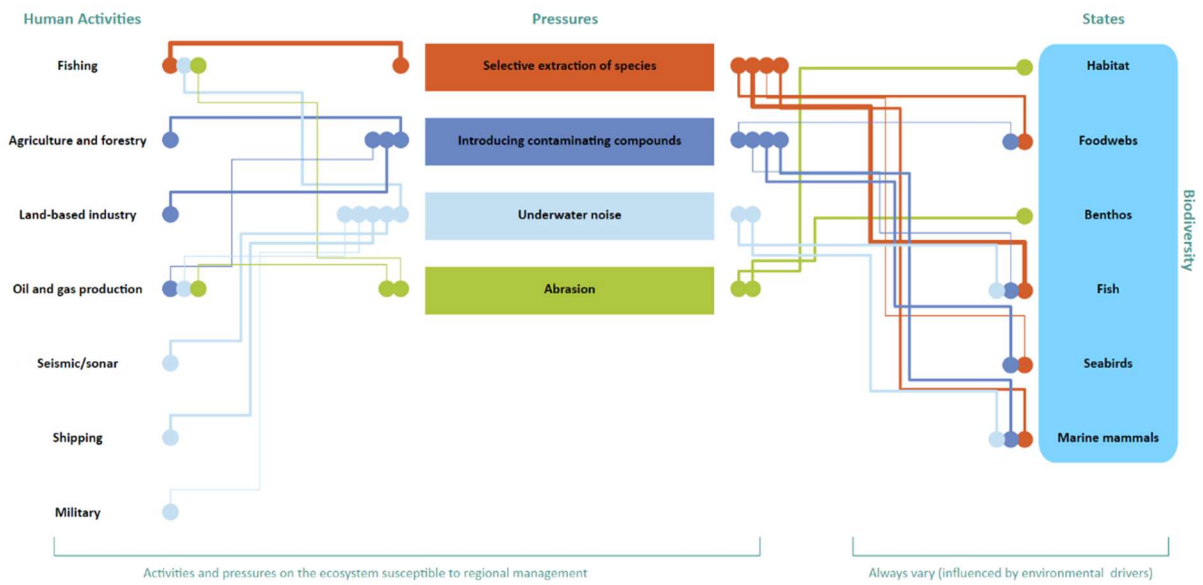 Human Activities
Pressures
States
Fishing
Selective extraction of species
Habitat
Agriculture and forestry
Introducing contaminating compounds
Foodwebs
Land-based industry
Underwater noise
Benthos
Biodiversity
Oil and gas production
Abrasion
Fish
Seismic/sonar
Seabirds
Shipping
Marine mammals
Military
Activities and pressures on the ecosystem susceptible to regional management
Always vary (influenced by environmental drivers)